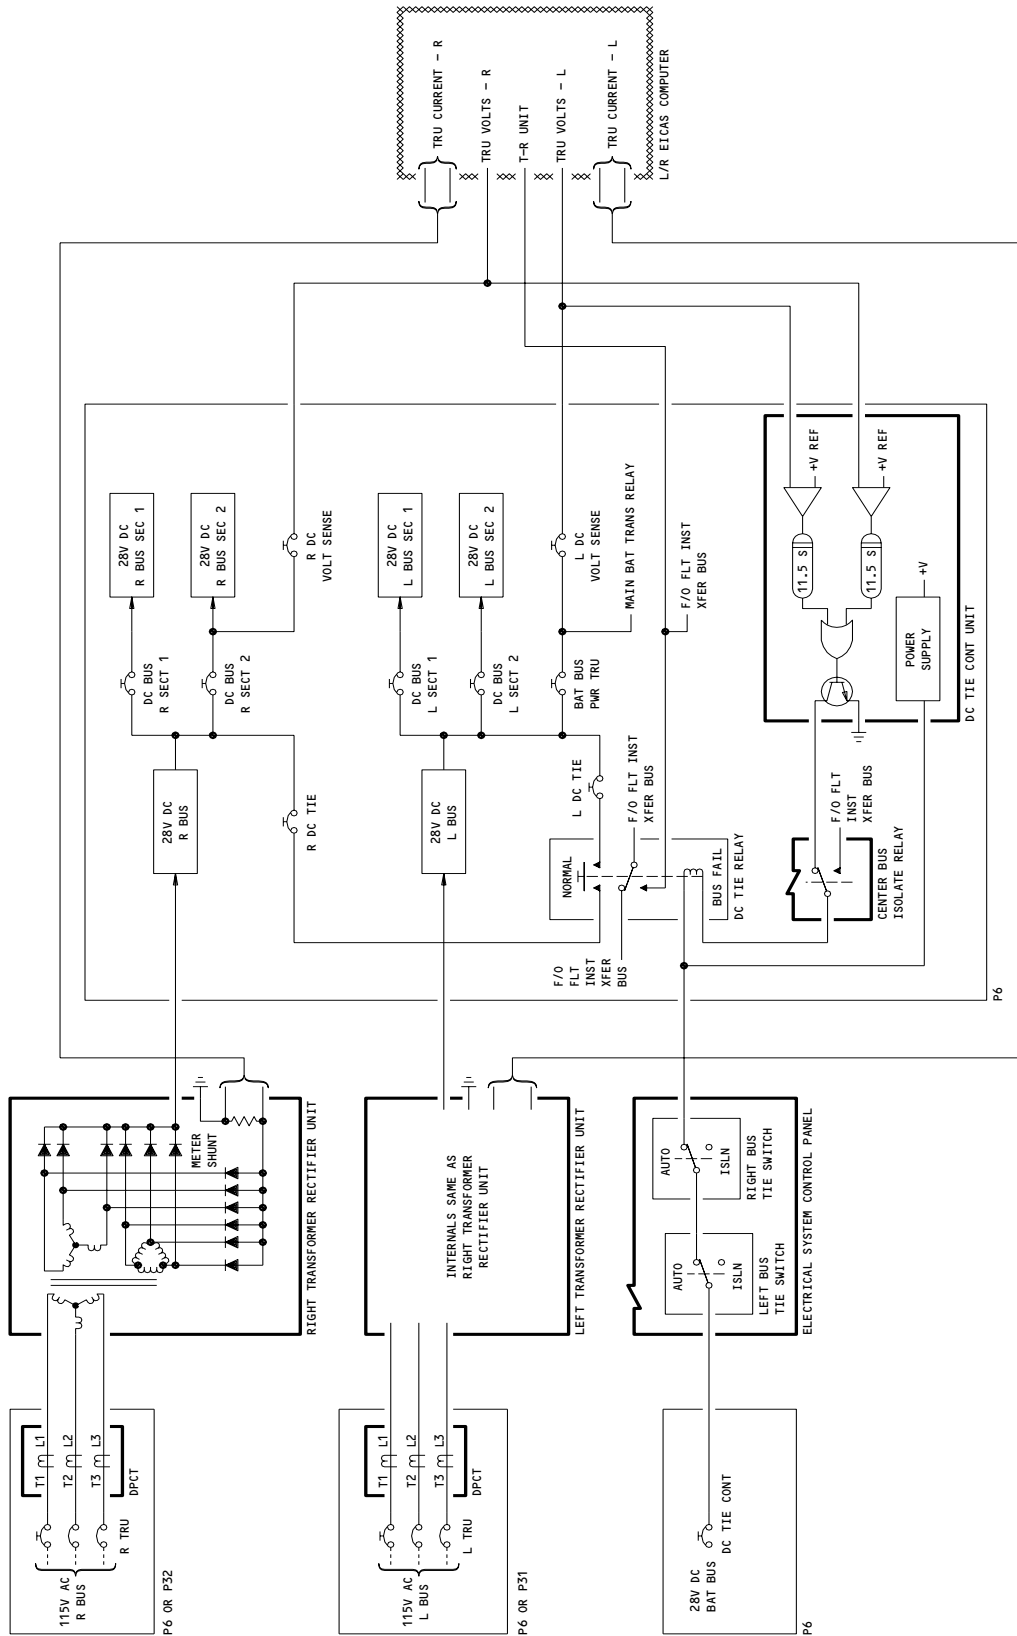 115V AC
R BUS
R TRU
T1
T2
T3
L1
L2
L3
DPCT
P6 OR P32
METER
SHUNT
RIGHT TRANSFORMER RECTIFIER UNIT
28V DC
R BUS
DC BUS
R SECT 1
DC BUS
R SECT 2
28V DC
R BUS SEC 1
28V DC
R BUS SEC 2
R DC TIE
R DC
VOLT SENSE
TRU CURRENT - R
TRU VOLTS - R
T-R UNIT
TRU VOLTS - L
TRU CURRENT - L
L/R EICAS COMPUTER
115V AC
L BUS
L TRU
T1
T2
T3
L1
L2
L3
DPCT
P6 OR P31
INTERNALS SAME AS
RIGHT TRANSFORMER
RECTIFIER UNIT
LEFT TRANSFORMER RECTIFIER UNIT
28V DC
L BUS
DC BUS
L SECT 1
DC BUS
L SECT 2
28V DC
L BUS SEC 1
28V DC
L BUS SEC 2
BAT BUS
PWR TRU
L DC
VOLT SENSE
MAIN BAT TRANS RELAY
F/O FLT INST
XFER BUS
L DC TIE
F/O FLT INST
XFER BUS
NORMAL
BUS FAIL
DC TIE RELAY
F/O
FLT
INST
XFER
BUS
28V DC
BAT BUS
DC TIE CONT
P6
AUTO
ISLN
LEFT BUS
TIE SWITCH
AUTO
ISLN
RIGHT BUS
TIE SWITCH
ELECTRICAL SYSTEM CONTROL PANEL
F/O FLT
INST
XFER BUS
CENTER BUS
ISOLATE RELAY
+V REF
+V REF
11.5 S
11.5 S
POWER
SUPPLY
+V
DC TIE CONT UNIT
P6